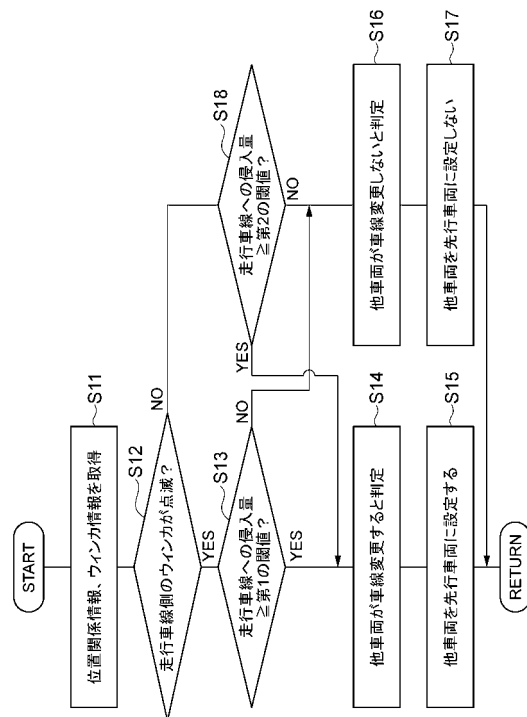 START
位置関係情報、ウィンカ情報を取得
S11
走行車線側のウィンカが点滅?
S12
NO
YES
走行車線への侵入量
≧第1の閾値?
S13
NO
YES
走行車線への侵入量
≧第2の閾値?
S18
YES
NO
他車両が車線変更すると判定
S14
他車両を先行車両に設定する
S15
他車両が車線変更しないと判定
S16
他車両を先行車両に設定しない
S17
RETURN